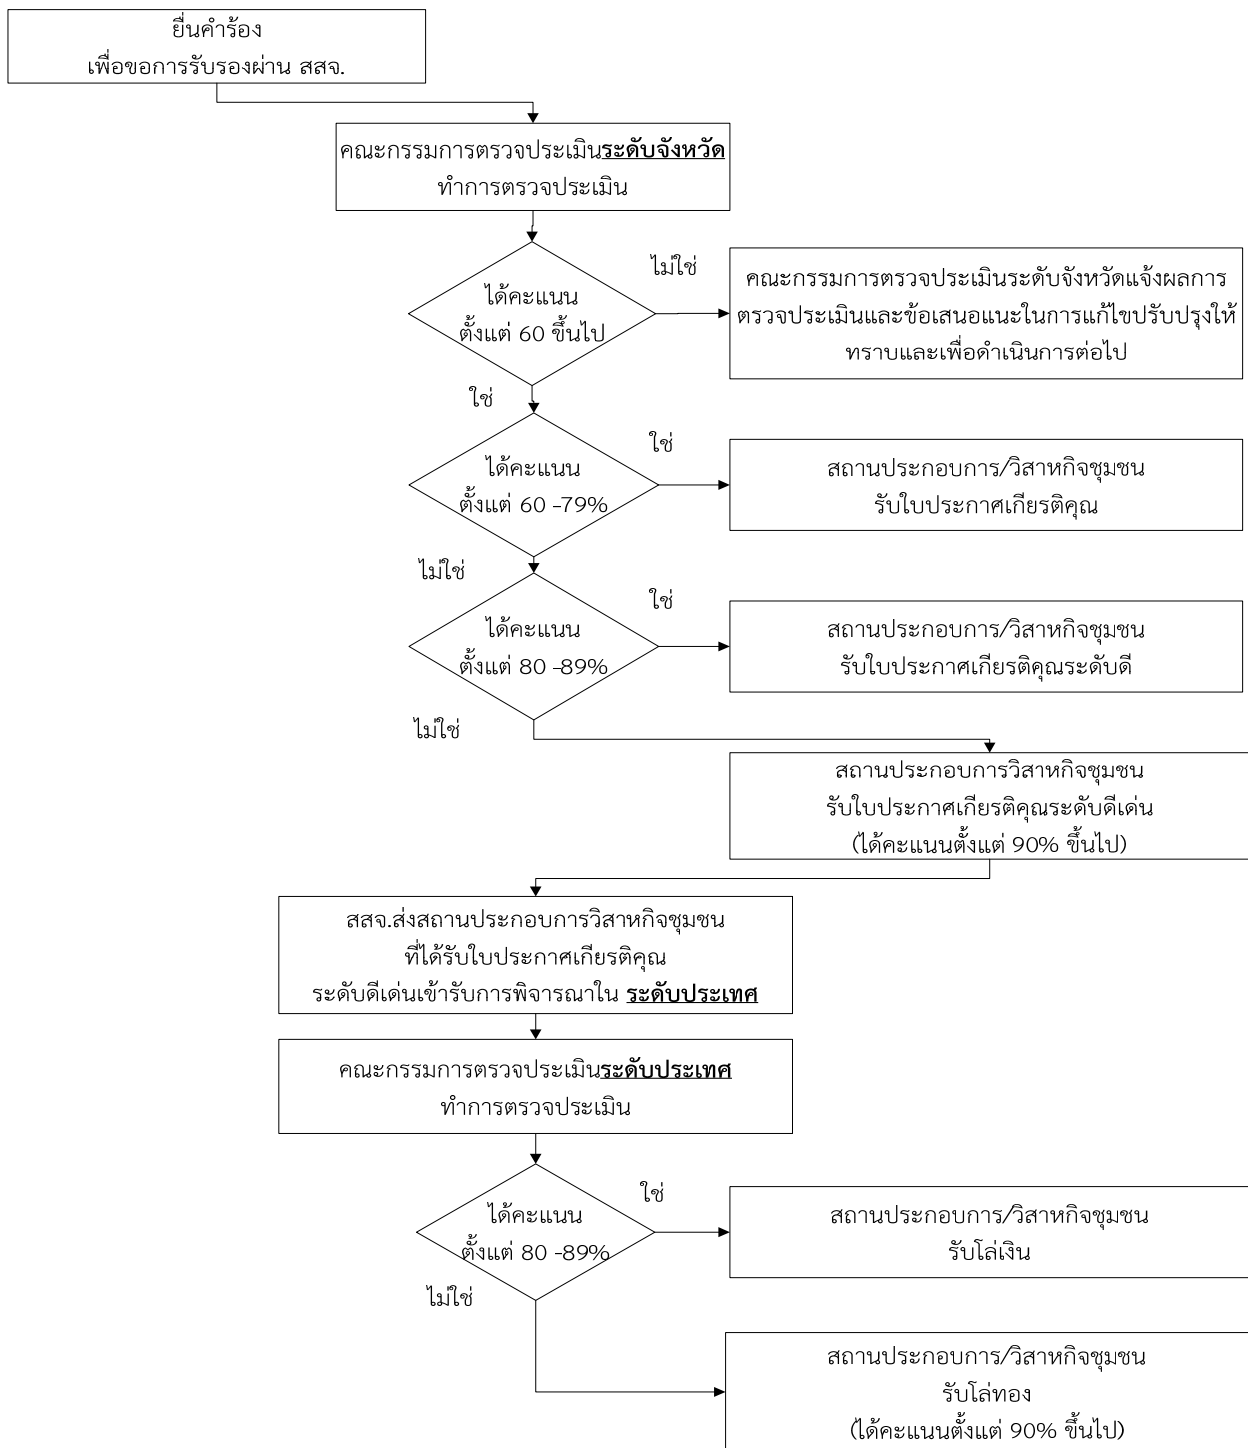 ยื่นคำร้อง
เพื่อขอการรับรองผ่าน สสจ.
คณะกรรมการตรวจประเมินระดับจังหวัด
ทำการตรวจประเมิน
ได้คะแนน
ตั้งแต่ 60 ขึ้นไป
ไม่ใช่
คณะกรรมการตรวจประเมินระดับจังหวัดแจ้งผลการ
ตรวจประเมินและข้อเสนอแนะในการแก้ไขปรับปรุงให้
ทราบและเพื่อดำเนินการต่อไป
ใช่
ได้คะแนน
ตั้งแต่ 60 -79%
ใช่
สถานประกอบการ/วิสาหกิจชุมชน
รับใบประกาศเกียรติคุณ
ไม่ใช่
ได้คะแนน
ตั้งแต่ 80 -89%
ใช่
สถานประกอบการ/วิสาหกิจชุมชน
รับใบประกาศเกียรติคุณระดับดี
ไม่ใช่
สถานประกอบการวิสาหกิจชุมชน
รับใบประกาศเกียรติคุณระดับดีเด่น
(ได้คะแนนตั้งแต่ 90% ขึ้นไป)
สสจ.ส่งสถานประกอบการวิสาหกิจชุมชน
ที่ได้รับใบประกาศเกียรติคุณ
ระดับดีเด่นเข้ารับการพิจารณาใน ระดับประเทศ
คณะกรรมการตรวจประเมินระดับประเทศ
ทำการตรวจประเมิน
ได้คะแนน
ตั้งแต่ 80 -89%
ใช่
สถานประกอบการ/วิสาหกิจชุมชน
รับโล่เงิน
ไม่ใช่
สถานประกอบการ/วิสาหกิจชุมชน
รับโล่ทอง
(ได้คะแนนตั้งแต่ 90% ขึ้นไป)